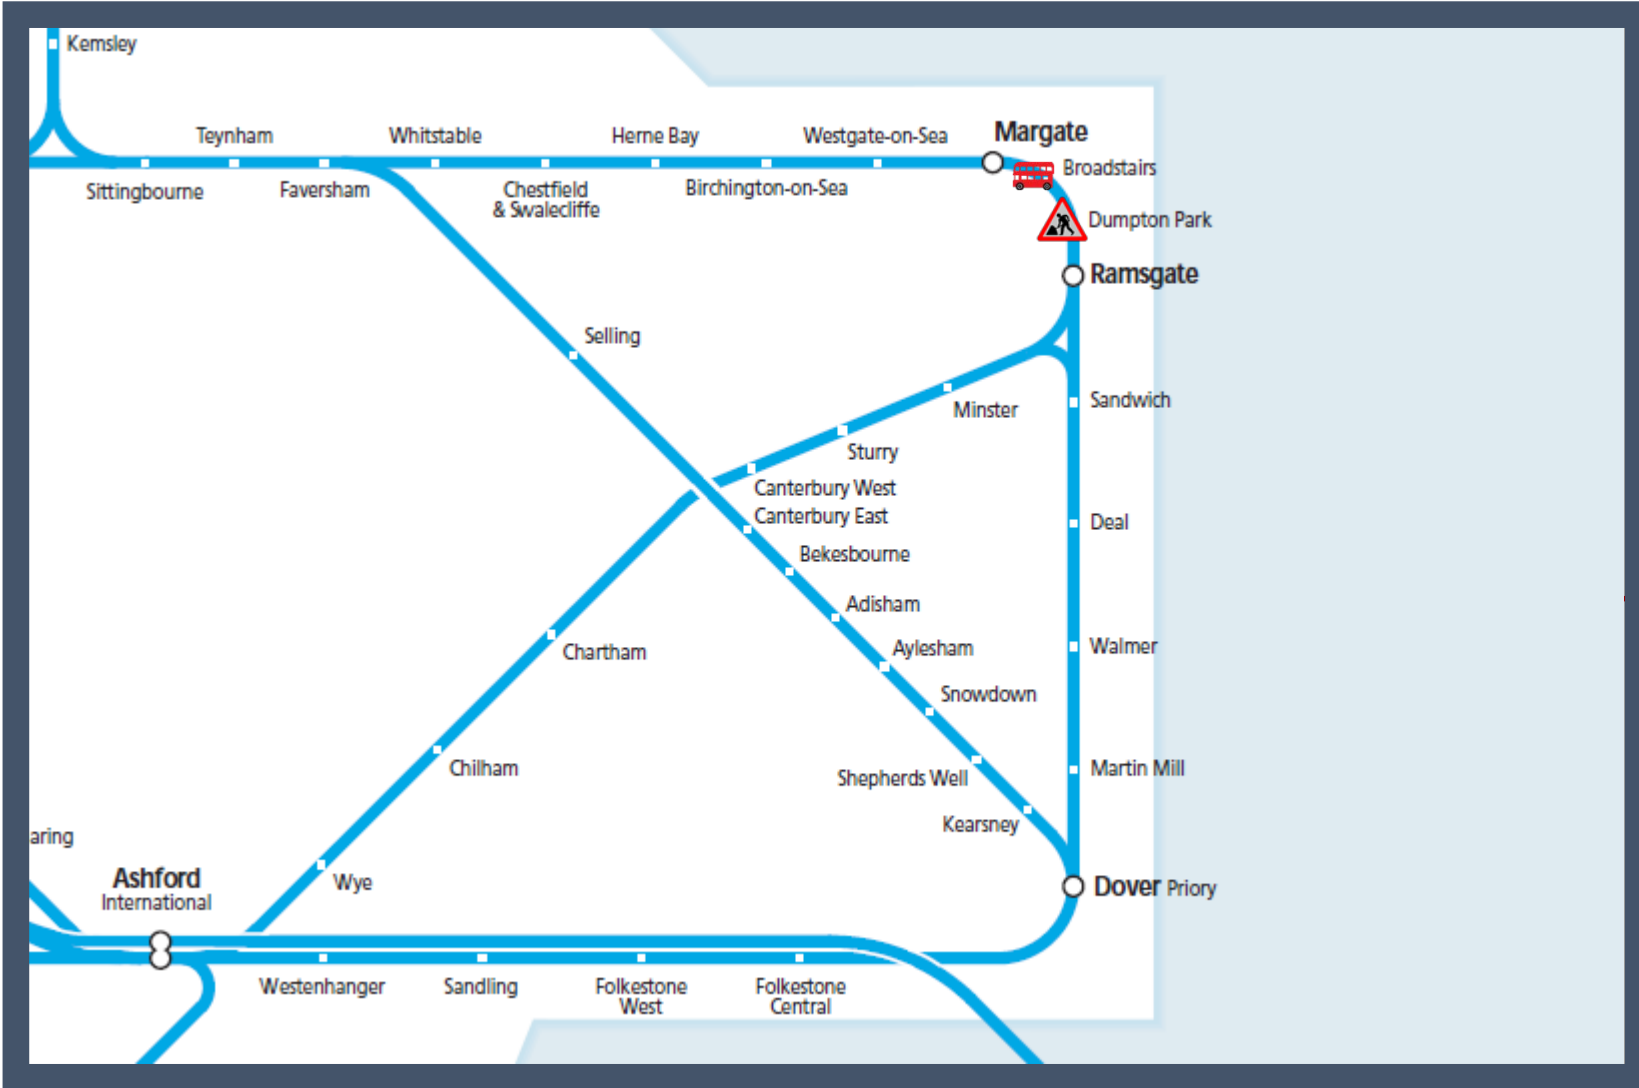 Kemsley
Teynham
Whitstable
Herne Bay
Westgate-on-Sea
Margate
Broadstairs
Sittingbourne
Faversham
Chestfield
& Swalecliffe
Birchington-on-Sea
Dumpton Park
Ramsgate
Selling
Minster
Sandwich
Sturry
Canterbury West
Canterbury East
Deal
Bekesbourne
Adisham
Aylesham
Walmer
Chartham
Snowdown
Chilham
Shepherds Well
Martin Mill
Kearsney
aring
Ashford
International
Wye
Dover Priory
Westenhanger
Sandling
Folkestone
West
Folkestone
Central